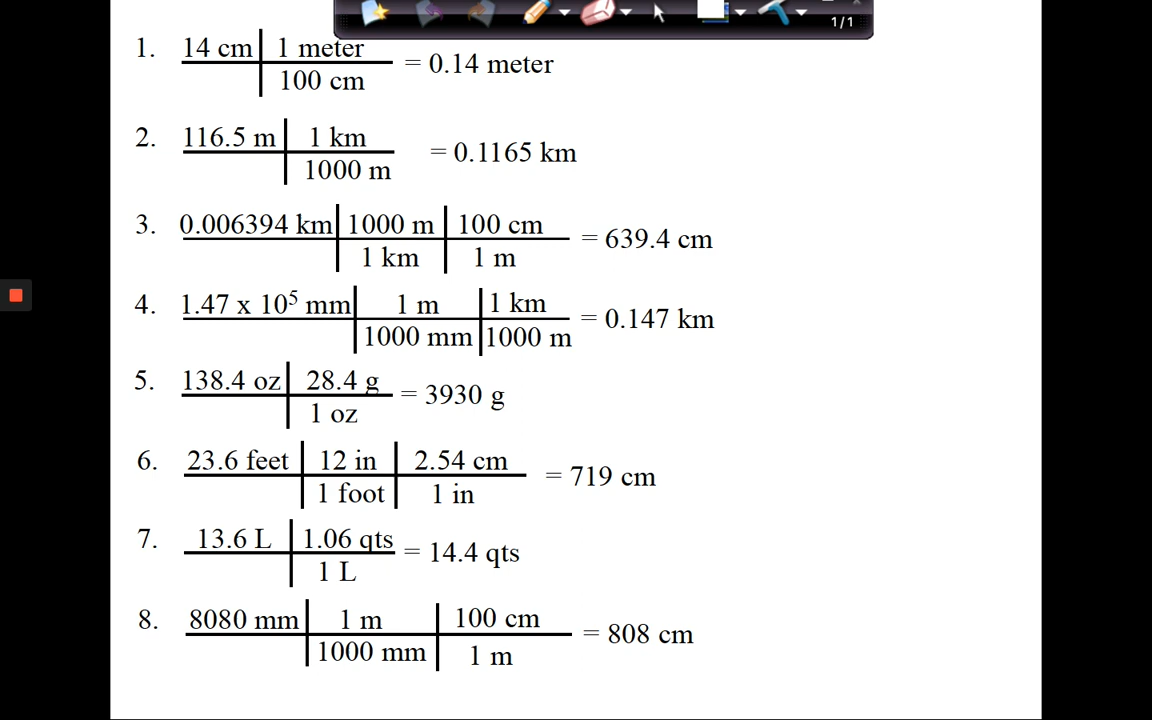 1/1
1. 14 cm 1 meter = 0.14 meter
100 cm
2. 116.5 m 1 km = 0.1165 km
1000 m
3. 0.006394 km 1000 m 100 cm = 639.4 cm
1 km 1 m
4. 1.47 x 10⁵ mm 1 m 1 km = 0.147 km
1000 mm 1000 m
5. 138.4 oz 28.4 g = 3930 g
1 oz
6. 23.6 feet 12 in 2.54 cm = 719 cm
1 foot 1 in
7. 13.6 L 1.06 qts = 14.4 qts
1 L
8. 8080 mm 1 m 100 cm = 808 cm
1000 mm 1 m